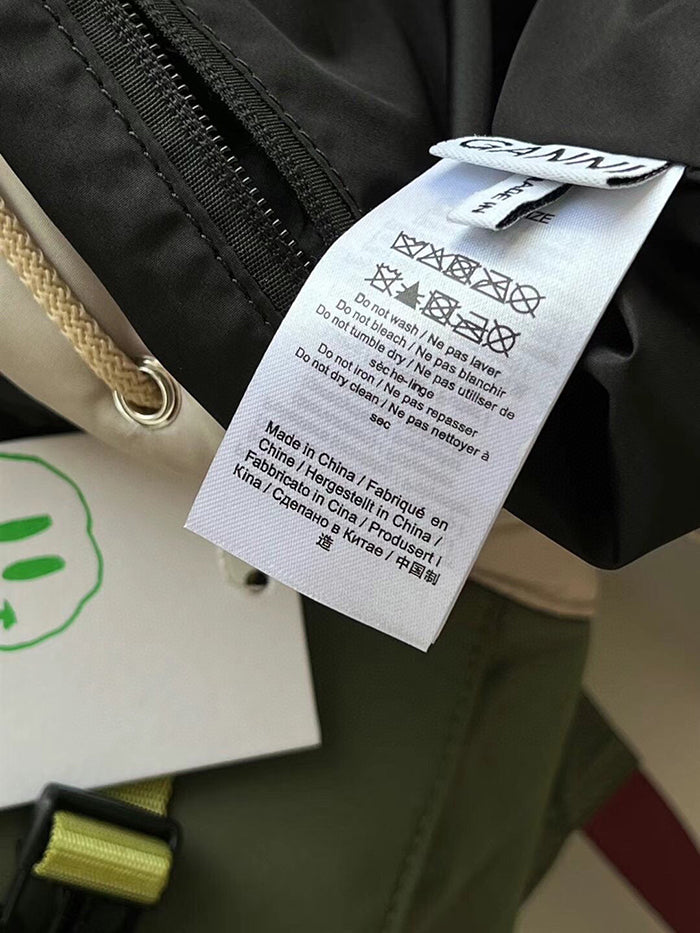 GANNI
MADE IN
ZE
Do not wash / Ne pas laver
Do not bleach / Ne pas blanchir
Do not tumble dry / Ne pas utiliser de
sèche-linge
Do not iron / Ne pas repasser
Do not dry clean / Ne pas nettoyer à
sec
Made in China / Fabriqué en
Chine / Hergestellt in China /
Fabbricato in Cina / Produsert I
Kina / Сделано в Китае / 中国制
造